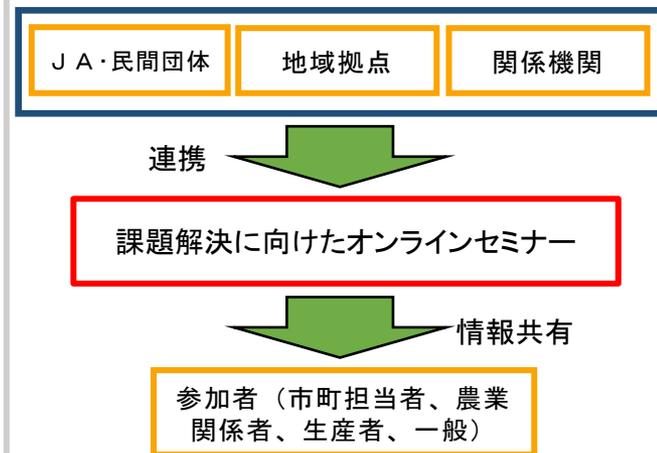 ＪＡ・民間団体
地域拠点
関係機関
連携
課題解決に向けたオンラインセミナー
情報共有
参加者（市町担当者、農業
関係者、生産者、一般）